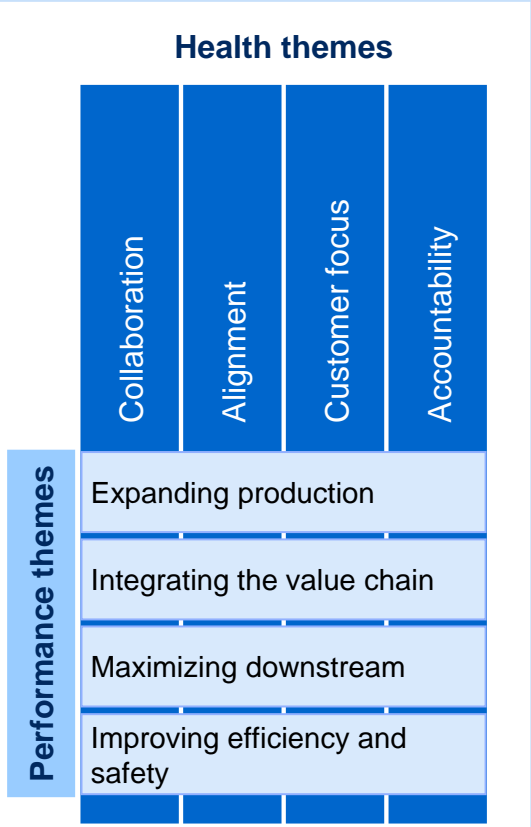 Health themes
Collaboration
Alignment
Customer focus
Accountability
Performance themes
Expanding production
Integrating the value chain
Maximizing downstream
Improving efficiency and
safety